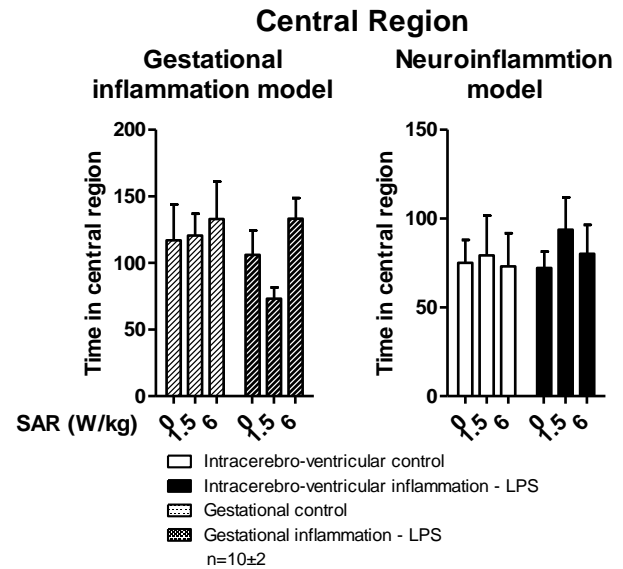 Central Region
Gestational
inflammation model
Neuroinflammtion
model
Time in central region
200
150
100
50
0
Time in central region
150
100
50
0
SAR (W/kg)
0 1.5 6 0 1.5 6
0 1.5 6 0 1.5 6
Intracerebro-ventricular control
Intracerebro-ventricular inflammation - LPS
Gestational control
Gestational inflammation - LPS
n=10±2